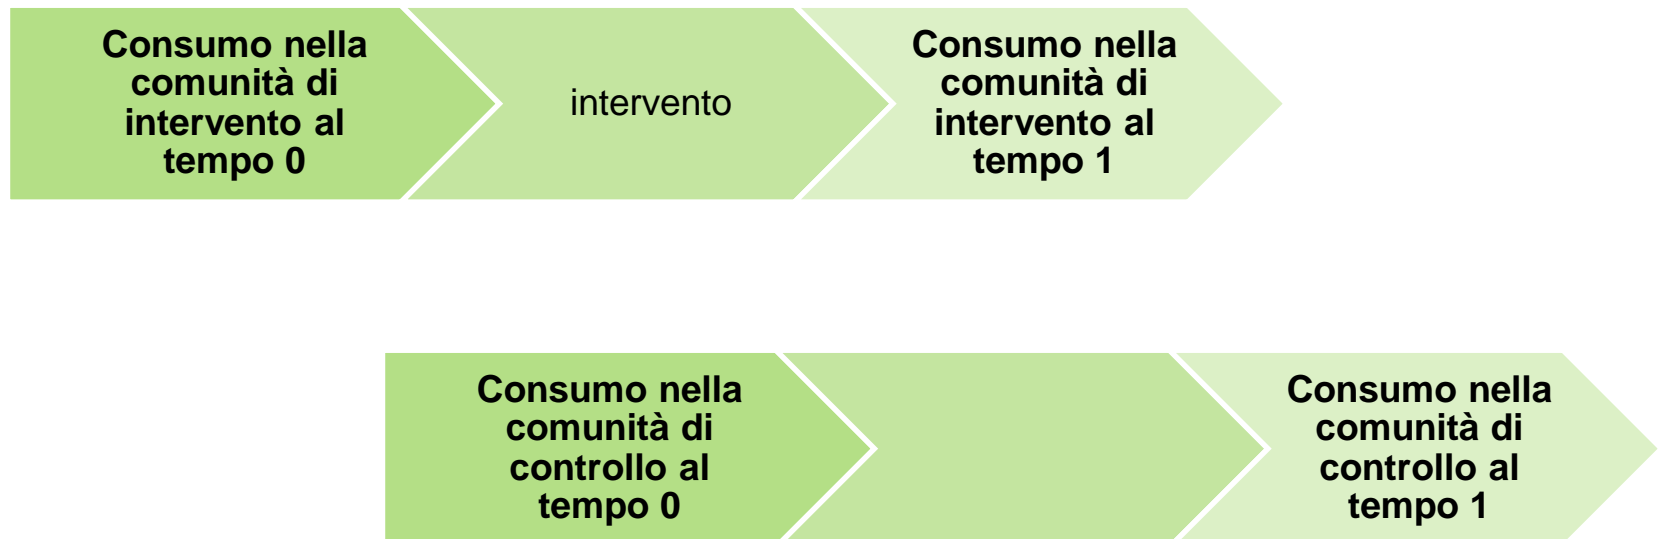 Consumo nella
comunità di
intervento al
tempo 0
intervento
Consumo nella
comunità di
intervento al
tempo 1
Consumo nella
comunità di
controllo al
tempo 0
Consumo nella
comunità di
controllo al
tempo 1